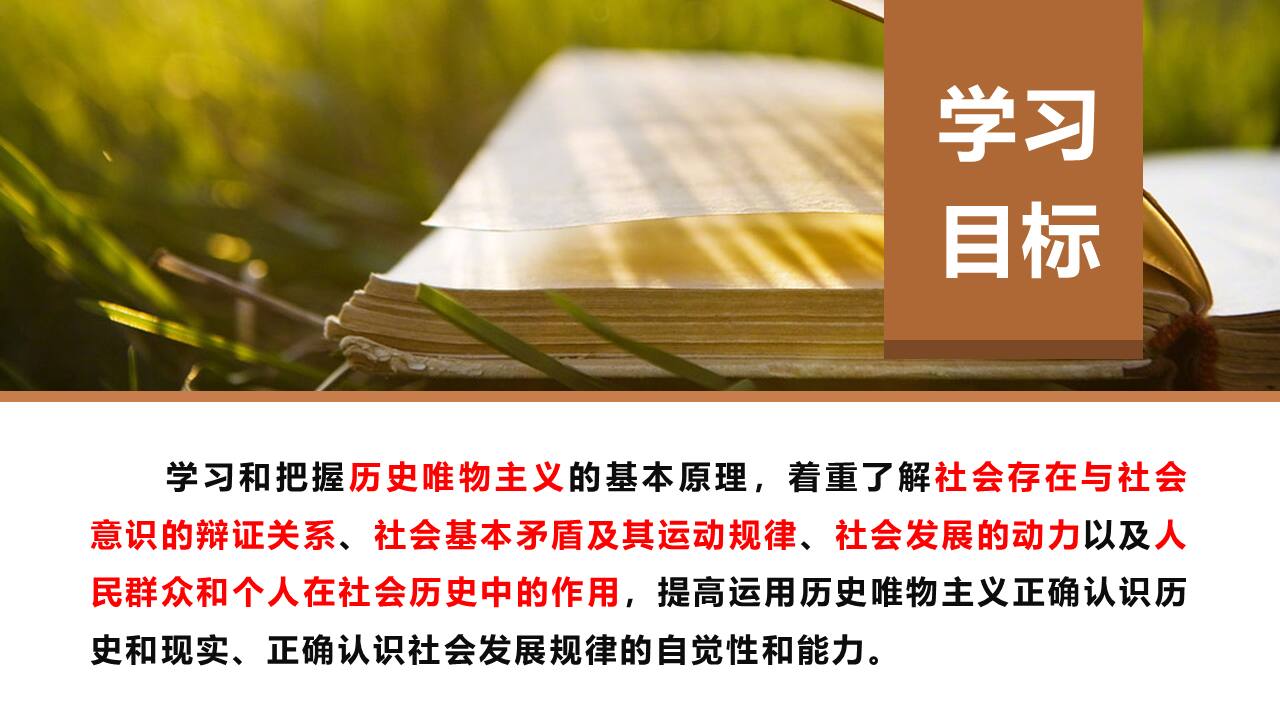 学习
目标
学习和把握历史唯物主义的基本原理，着重了解社会存在与社会
意识的辩证关系、社会基本矛盾及其运动规律、社会发展的动力以及人
民群众和个人在社会历史中的作用，提高运用历史唯物主义正确认识历
史和现实、正确认识社会发展规律的自觉性和能力。